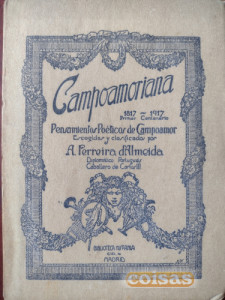 Campoamoriana
1817 – 1917
Primer Centenario
Pensamientos Poéticos de Campoamor
Escogidos y clasificados por
A. Ferreira d'Almeida
Diplomático Portugués
Caballero de Carlos III
BIBLIOTECA
MADRID
coisas